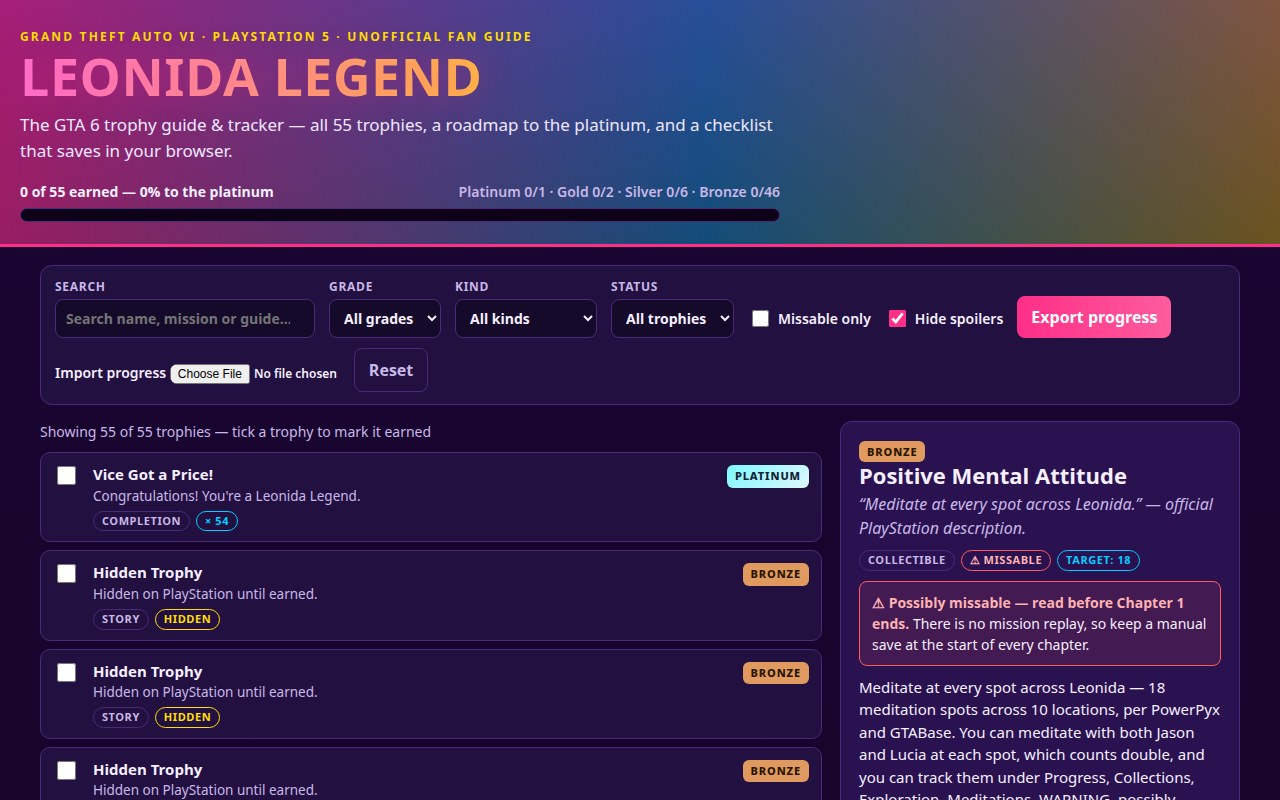 GRAND THEFT AUTO VI · PLAYSTATION 5 · UNOFFICIAL FAN GUIDE
LEONIDA LEGEND
The GTA 6 trophy guide & tracker — all 55 trophies, a roadmap to the platinum, and a checklist
that saves in your browser.
0 of 55 earned — 0% to the platinum
Platinum 0/1 · Gold 0/2 · Silver 0/6 · Bronze 0/46
SEARCH
GRADE
KIND
STATUS
Search name, mission or guide…
All grades
All kinds
All trophies
Missable only
Hide spoilers
Export progress
Import progress
Choose File
No file chosen
Reset
Showing 55 of 55 trophies — tick a trophy to mark it earned
Vice Got a Price!
PLATINUM
Congratulations! You're a Leonida Legend.
COMPLETION
× 54
Hidden Trophy
BRONZE
Hidden on PlayStation until earned.
STORY
HIDDEN
Hidden Trophy
BRONZE
Hidden on PlayStation until earned.
STORY
HIDDEN
Hidden Trophy
BRONZE
Hidden on PlayStation until earned.
BRONZE
Positive Mental Attitude
“Meditate at every spot across Leonida.” — official
PlayStation description.
COLLECTIBLE
⚠ MISSABLE
TARGET: 18
⚠ Possibly missable — read before Chapter 1
ends. There is no mission replay, so keep a manual
save at the start of every chapter.
Meditate at every spot across Leonida — 18
meditation spots across 10 locations, per PowerPyx
and GTABase. You can meditate with both Jason
and Lucia at each spot, which counts double, and
you can track them under Progress, Collections,
Exploration, Meditations. WARNING, possibly